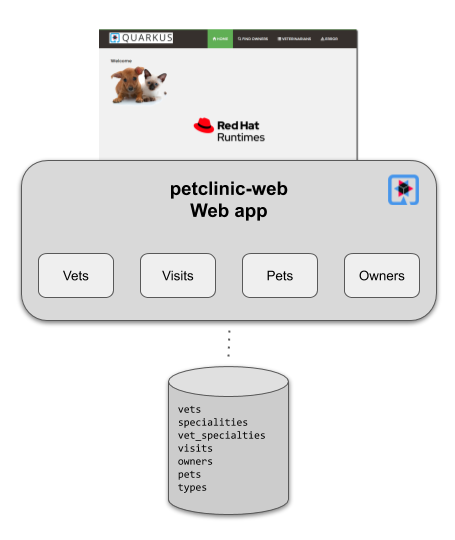 QUARKUS
HOME FIND OWNERS VETERINARIANS ERROR
Welcome
Red Hat
Runtimes
petclinic-web
Web app
Vets Visits Pets Owners
vets
specialities
vet_specialties
visits
owners
pets
types